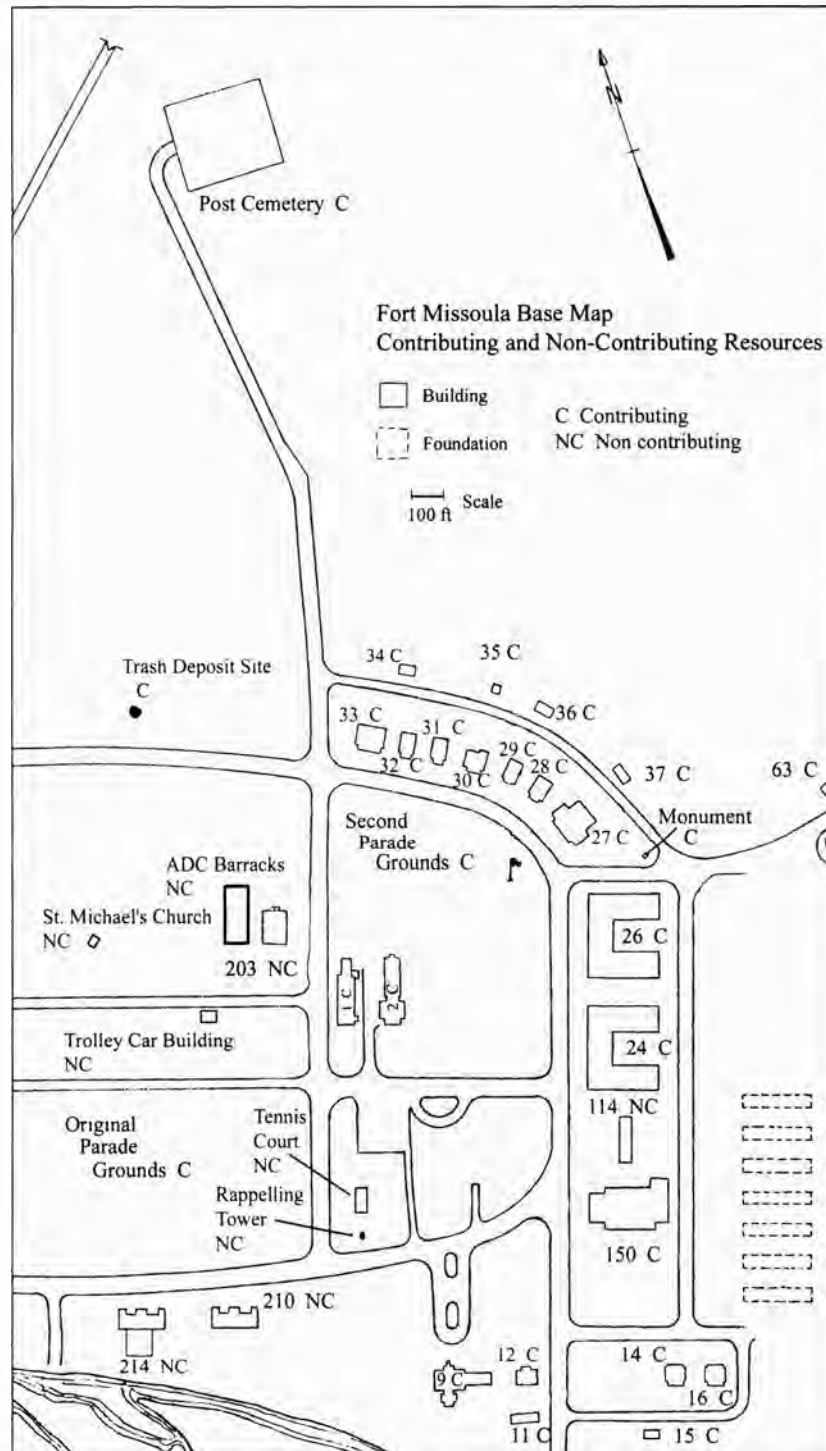 N
Post Cemetery C
Fort Missoula Base Map
Contributing and Non-Contributing Resources
Building
Foundation
C Contributing
NC Non contributing
100 ft
Scale
34 C
35 C
36 C
37 C
63 C
Trash Deposit Site
C
33 C
32 C
31 C
30 C
29 C
28 C
27 C
Monument
C
Second
Parade
Grounds C
ADC Barracks
NC
St. Michael's Church
NC
203 NC
26 C
1 C
2 C
Trolley Car Building
NC
24 C
114 NC
Original
Parade
Grounds C
Tennis
Court
NC
Rappelling
Tower
NC
150 C
210 NC
214 NC
9 C
12 C
14 C
16 C
11 C
15 C